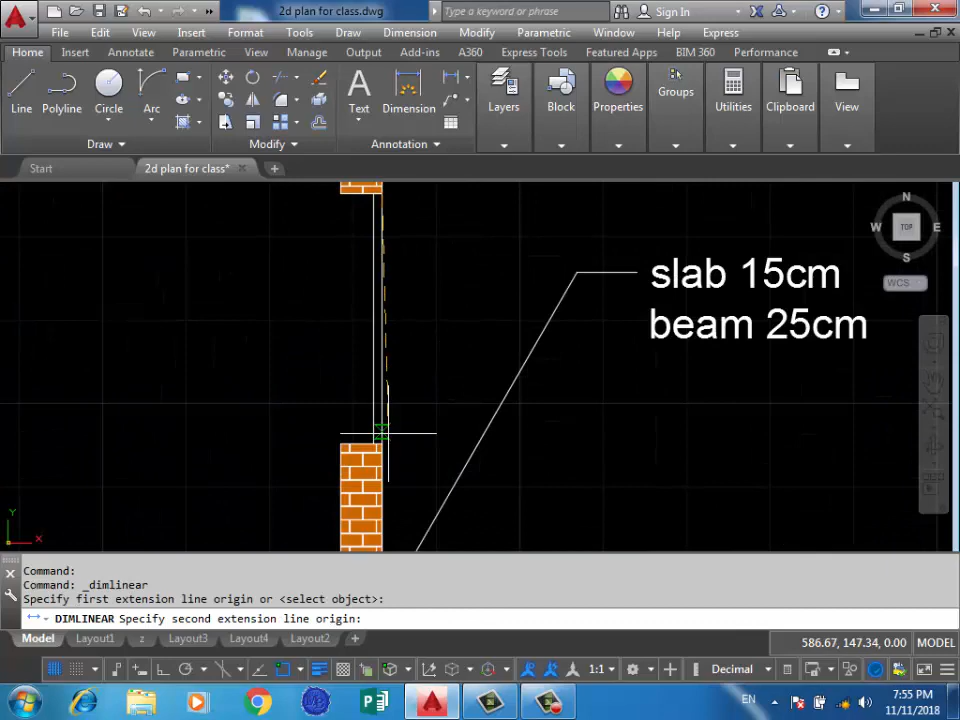 2d plan for class.dwg
Type a keyword or phrase
Sign In
File Edit View Insert Format Tools Draw Dimension Modify Parametric Window Help Express
Home Insert Annotate Parametric View Manage Output Add-ins A360 Express Tools Featured Apps BIM 360 Performance
Line Polyline Circle Arc Text Dimension Layers Block Properties Groups Utilities Clipboard View
Draw Modify Annotation
Start 2d plan for class*
N
W TOP E
S
WCS
slab 15cm
beam 25cm
Y
X
Command:
Command: _dimlinear
Specify first extension line origin or <select object>:
DIMLINEAR Specify second extension line origin:
Model Layout1 z Layout3 Layout4 Layout2
586.67, 147.34, 0.00 MODEL
1:1 Decimal
EN
7:55 PM
11/11/2018